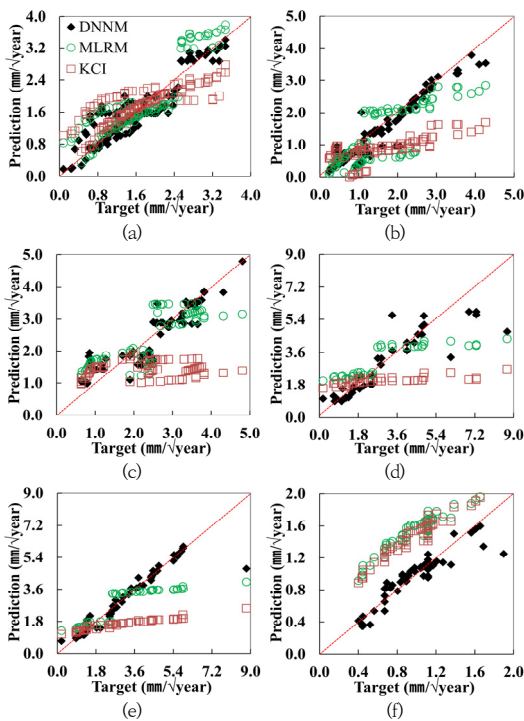 DNNM
MLRM
KCI
Prediction (㎜/√year)
4.0
3.2
2.4
1.6
0.8
0.0
0.0 0.8 1.6 2.4 3.2 4.0
Target (㎜/√year)
(a)
Prediction (㎜/√year)
5.0
4.0
3.0
2.0
1.0
0.0
0.0 1.0 2.0 3.0 4.0 5.0
Target (㎜/√year)
(b)
Prediction (㎜/√year)
5.0
4.0
3.0
2.0
1.0
0.0
0.0 1.0 2.0 3.0 4.0 5.0
Target (㎜/√year)
(c)
Prediction (㎜/√year)
9.0
7.2
5.4
3.6
1.8
0.0
0.0 1.8 3.6 5.4 7.2 9.0
Target (㎜/√year)
(d)
Prediction (㎜/√year)
9.0
7.2
5.4
3.6
1.8
0.0
0.0 1.8 3.6 5.4 7.2 9.0
Target (㎜/√year)
(e)
Prediction (㎜/√year)
2.0
1.6
1.2
0.8
0.4
0.0
0.0 0.4 0.8 1.2 1.6 2.0
Target (㎜/√year)
(f)